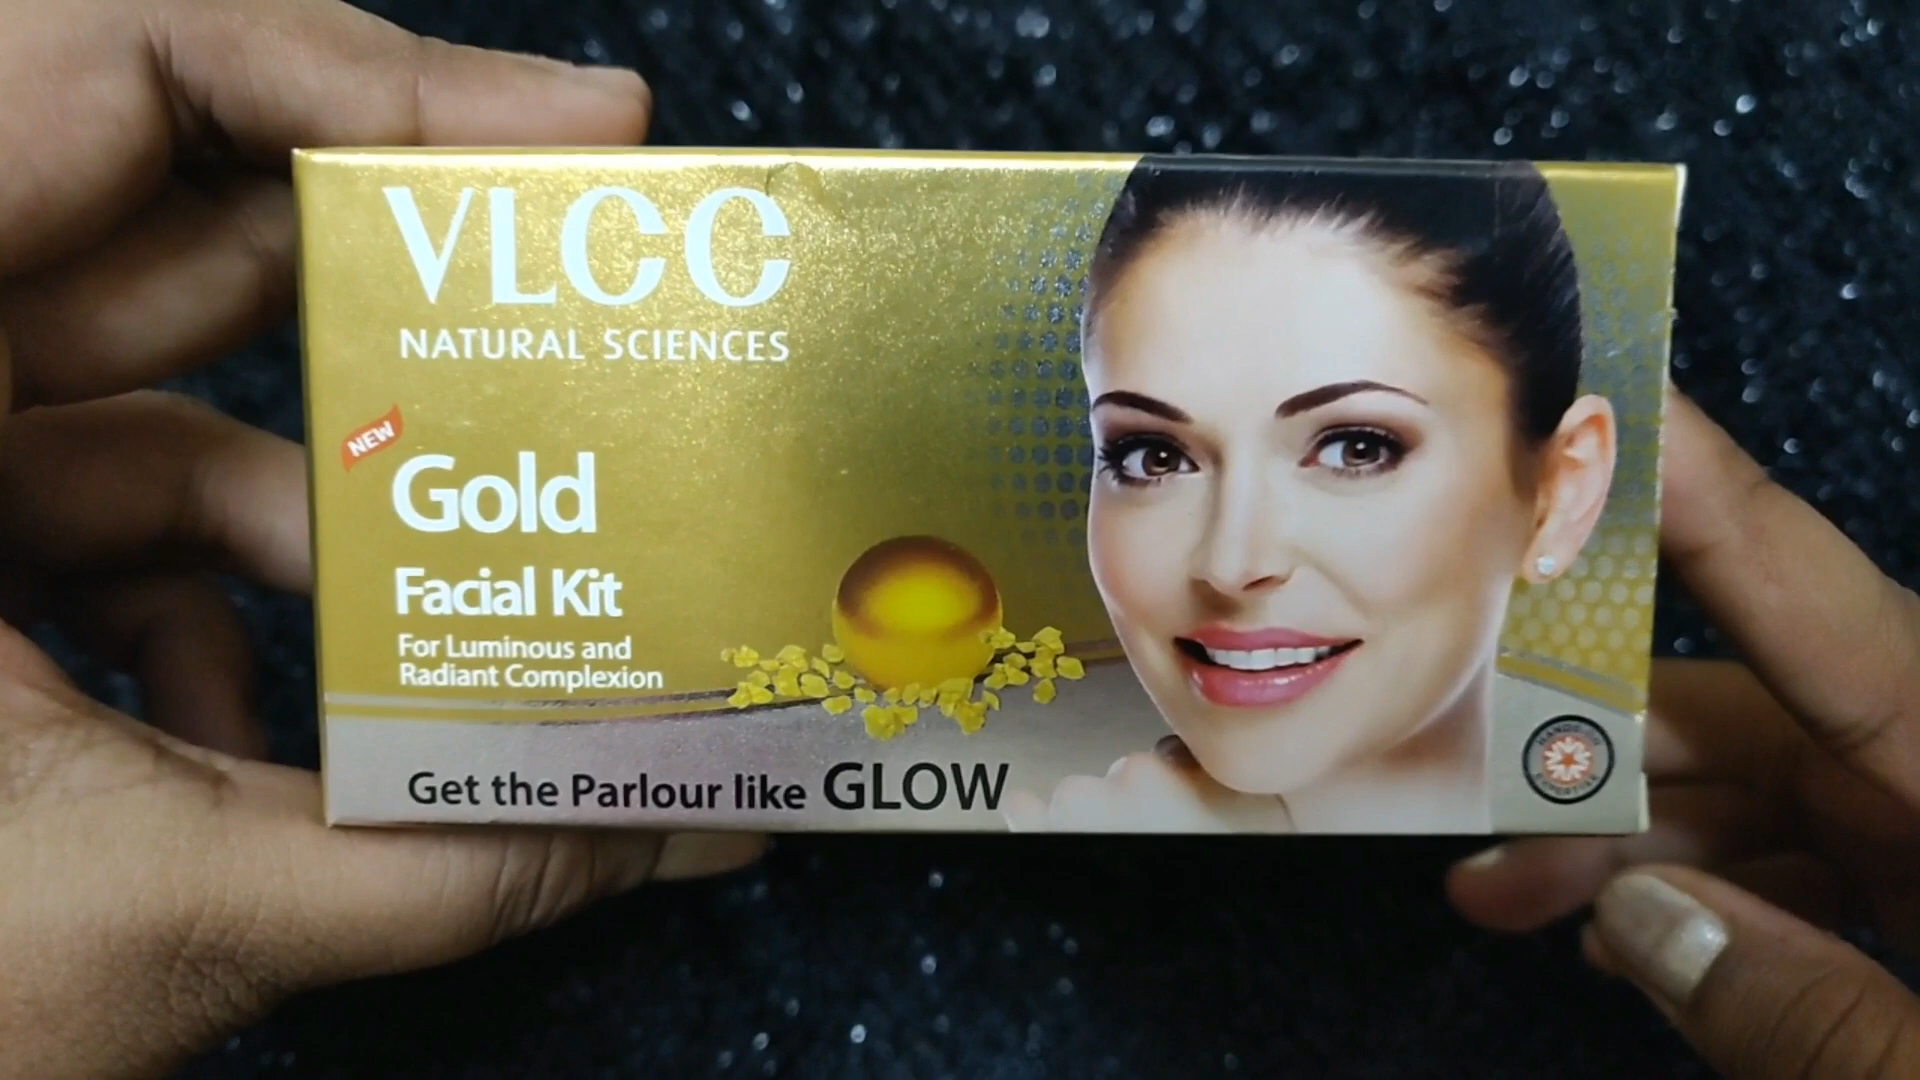 VLCC
NATURAL SCIENCES
NEW
Gold
Facial Kit
For Luminous and
Radiant Complexion
Get the Parlour like GLOW